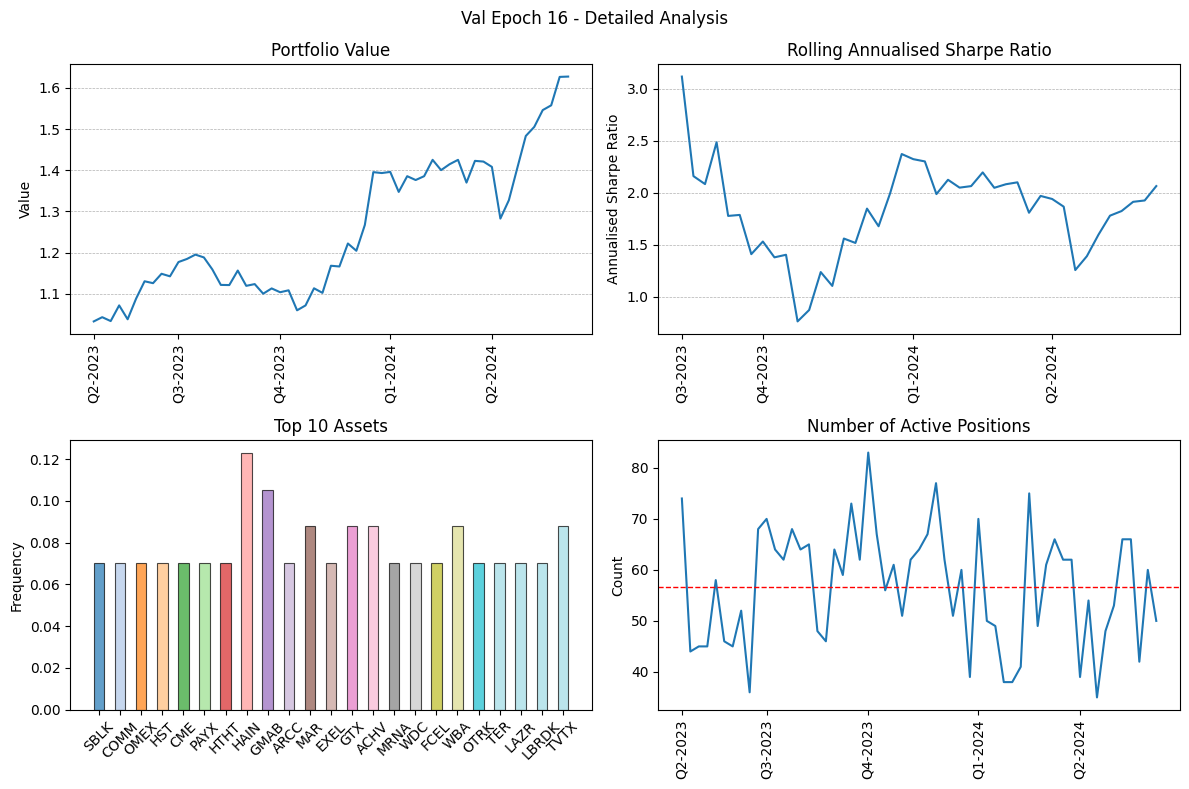 Val Epoch 16 - Detailed Analysis
Portfolio Value
Value
1.6
1.5
1.4
1.3
1.2
1.1
Q2-2023
Q3-2023
Q4-2023
Q1-2024
Q2-2024
Rolling Annualised Sharpe Ratio
Annualised Sharpe Ratio
3.0
2.5
2.0
1.5
1.0
Q3-2023
Q4-2023
Q1-2024
Q2-2024
Top 10 Assets
Frequency
0.12
0.10
0.08
0.06
0.04
0.02
0.00
SBLK
COMM
OMEX
HST
CME
PAYX
HTHT
HAIN
GMAB
ARCC
MAR
EXEL
GTX
ACHV
MRNA
WDC
FCEL
WBA
OTRK
TER
LAZR
LBRDK
TVTX
Number of Active Positions
Count
80
70
60
50
40
Q2-2023
Q3-2023
Q4-2023
Q1-2024
Q2-2024